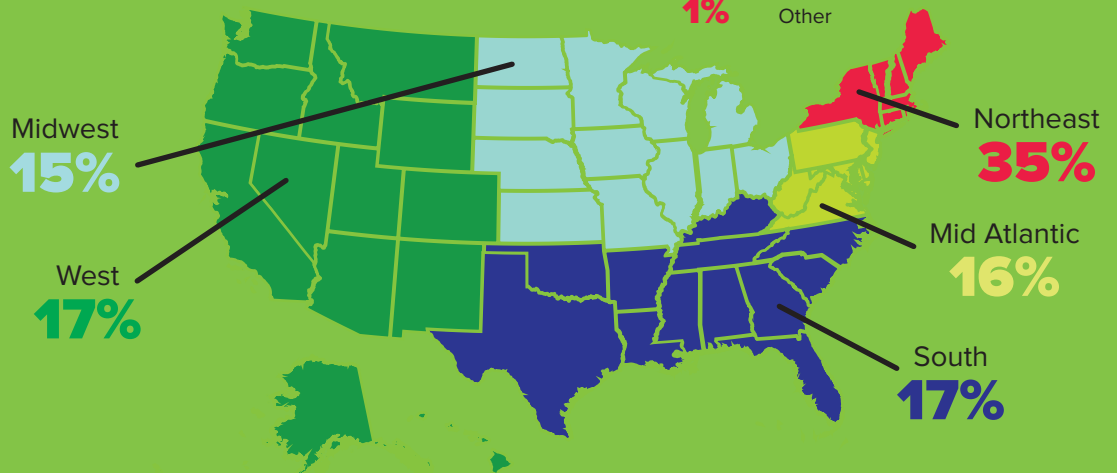 1% Other
Midwest
15%
Northeast
35%
Mid Atlantic
16%
West
17%
South
17%